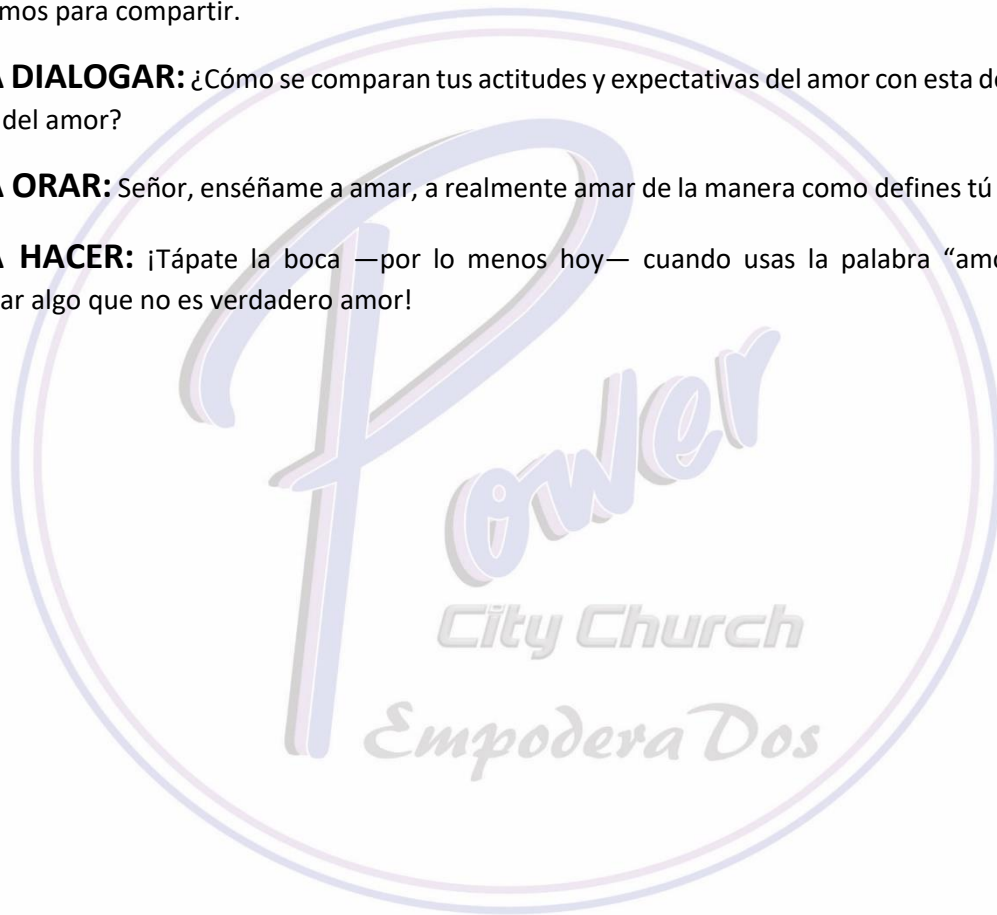 mos para compartir.
A DIALOGAR: ¿Cómo se comparan tus actitudes y expectativas del amor con esta de
del amor?
A ORAR: Señor, enséñame a amar, a realmente amar de la manera como defines tú
A HACER: ¡Tápate la boca —por lo menos hoy— cuando usas la palabra “amo
ar algo que no es verdadero amor!
Power
City Church
EmpoderaDos